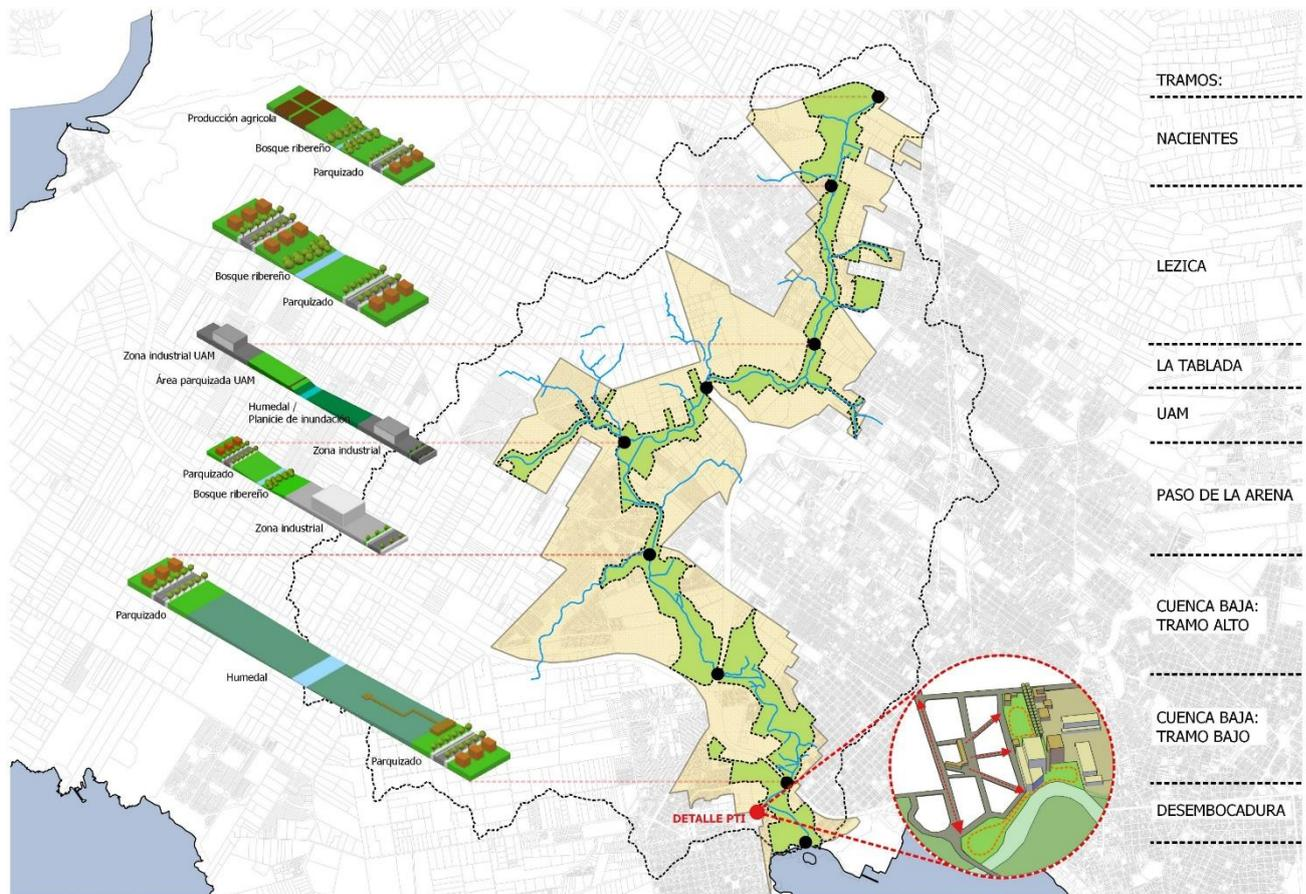 TRAMOS:
NACIENTES
LEZICA
LA TABLADA
UAM
PASO DE LA ARENA
CUENCA BAJA:
TRAMO ALTO
CUENCA BAJA:
TRAMO BAJO
DESEMBOCADURA
Producción agricola
Bosque ribereño
Parquizado
Bosque ribereño
Parquizado
Zona industrial UAM
Área parquizada UAM
Humedal /
Planicie de inundación
Zona industrial
Parquizado
Bosque ribereño
Zona industrial
Parquizado
Humedal
Parquizado
DETALLE PTI